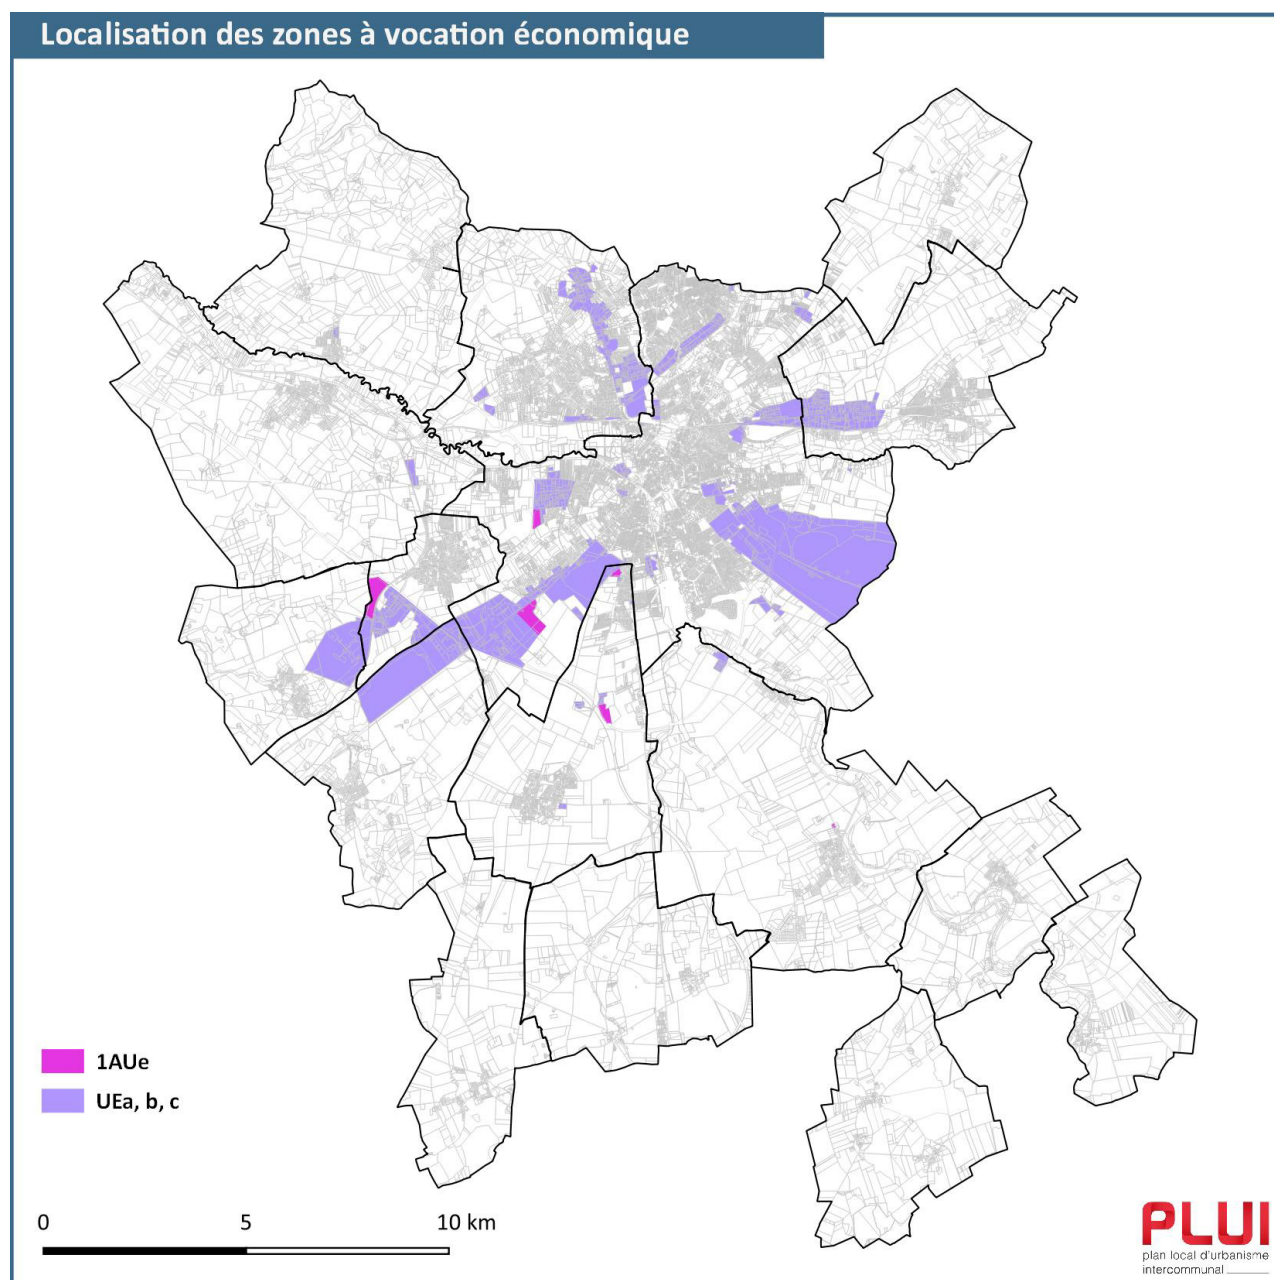 Localisation des zones à vocation économique
1AUe
UEa, b, c
0 5 10 km
PLUI
plan local d'urbanisme
intercommunal